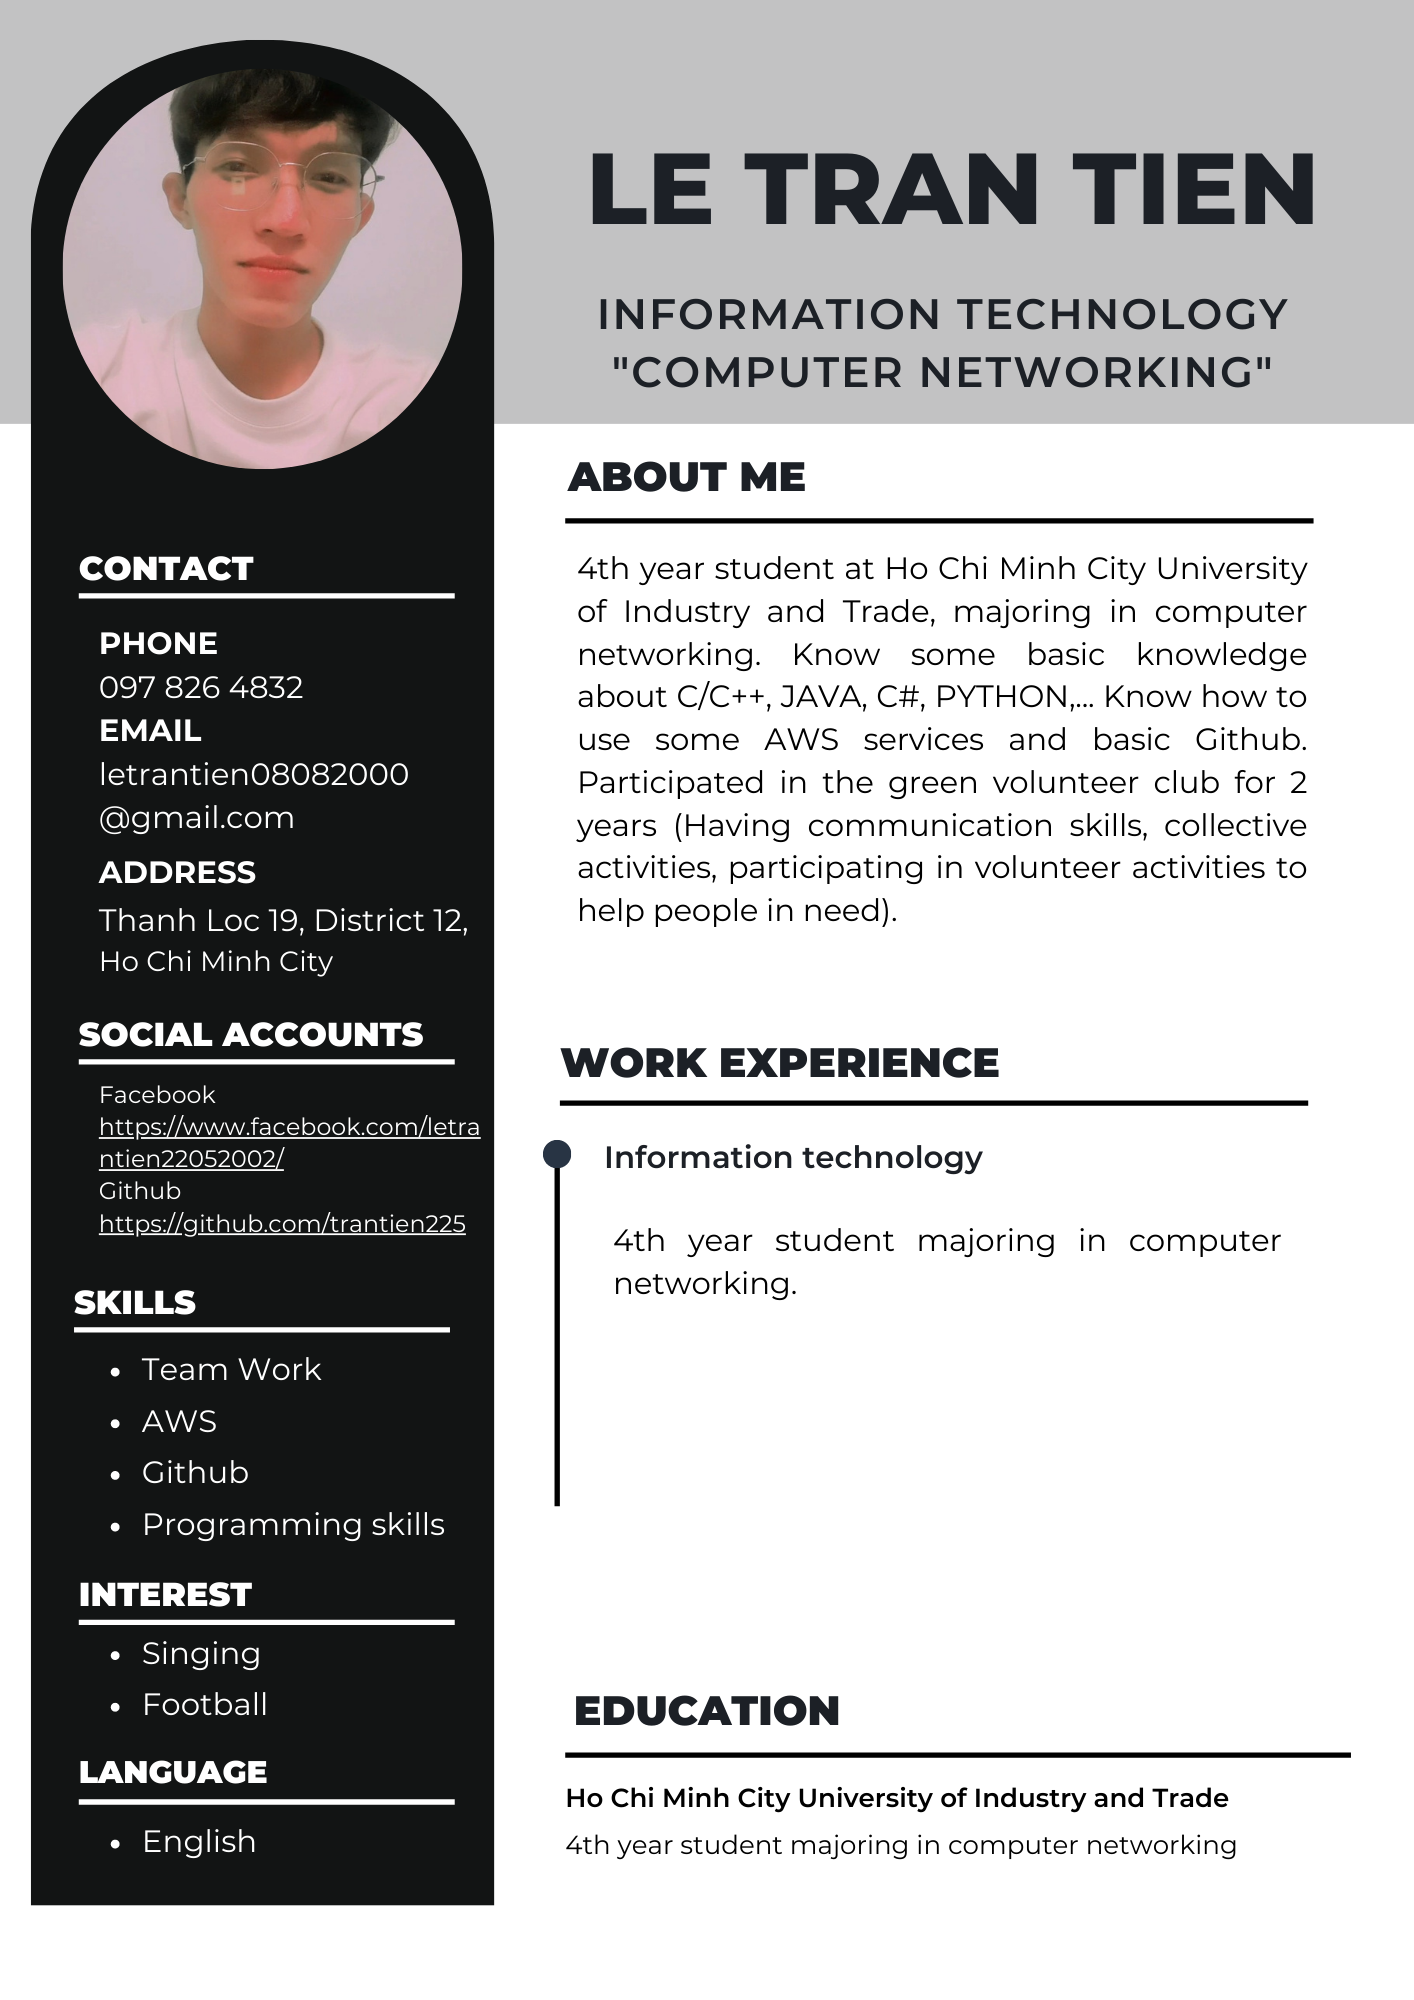 LE TRAN TIEN
INFORMATION TECHNOLOGY
"COMPUTER NETWORKING"
CONTACT
PHONE
097 826 4832
EMAIL
letrantien08082000
@gmail.com
ADDRESS
Thanh Loc 19, District 12,
Ho Chi Minh City
SOCIAL ACCOUNTS
Facebook
https://www.facebook.com/letra
ntien22052002/
Github
https://github.com/trantien225
SKILLS
• Team Work
• AWS
• Github
• Programming skills
INTEREST
• Singing
• Football
LANGUAGE
• English
ABOUT ME
4th year student at Ho Chi Minh City University
of Industry and Trade, majoring in computer
networking. Know some basic knowledge
about C/C++, JAVA, C#, PYTHON,... Know how to
use some AWS services and basic Github.
Participated in the green volunteer club for 2
years (Having communication skills, collective
activities, participating in volunteer activities to
help people in need).
WORK EXPERIENCE
Information technology
4th year student majoring in computer
networking.
EDUCATION
Ho Chi Minh City University of Industry and Trade
4th year student majoring in computer networking